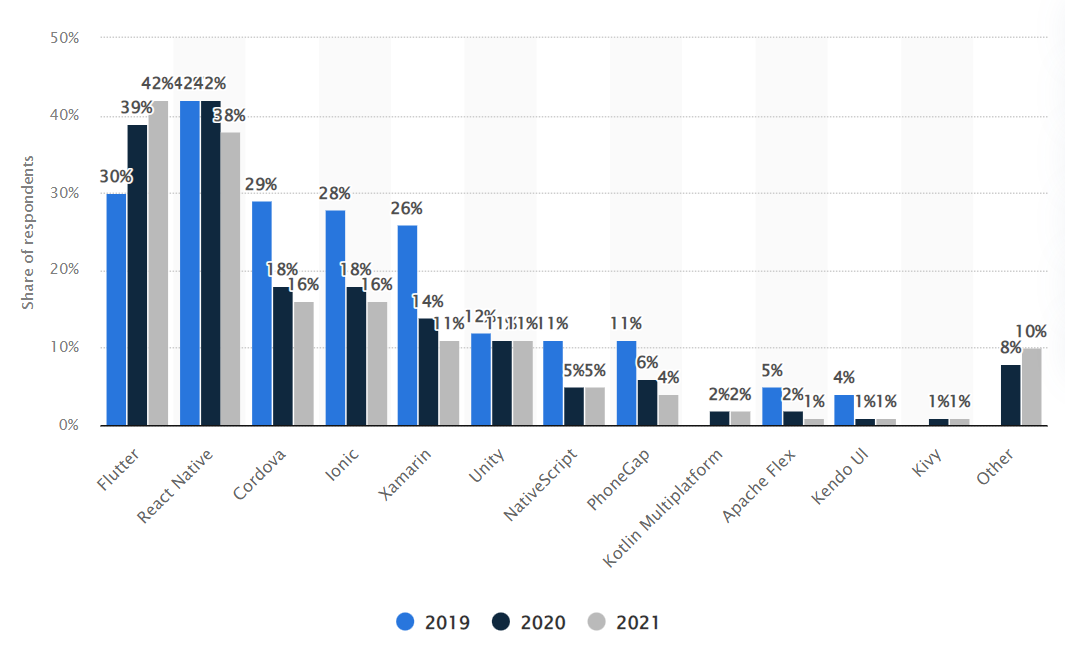 50%
40%
30%
20%
10%
0%
Share of respondents
30% 39% 42%
42% 42% 38%
29% 18% 16%
28% 18% 16%
26% 14% 11%
12% 11% 11%
11% 5% 5%
11% 6% 4%
2% 2%
5% 2% 1%
4% 1% 1%
1% 1%
8% 10%
Flutter
React Native
Cordova
Ionic
Xamarin
Unity
NativeScript
PhoneGap
Kotlin Multiplatform
Apache Flex
Kendo UI
Kivy
Other
2019 2020 2021